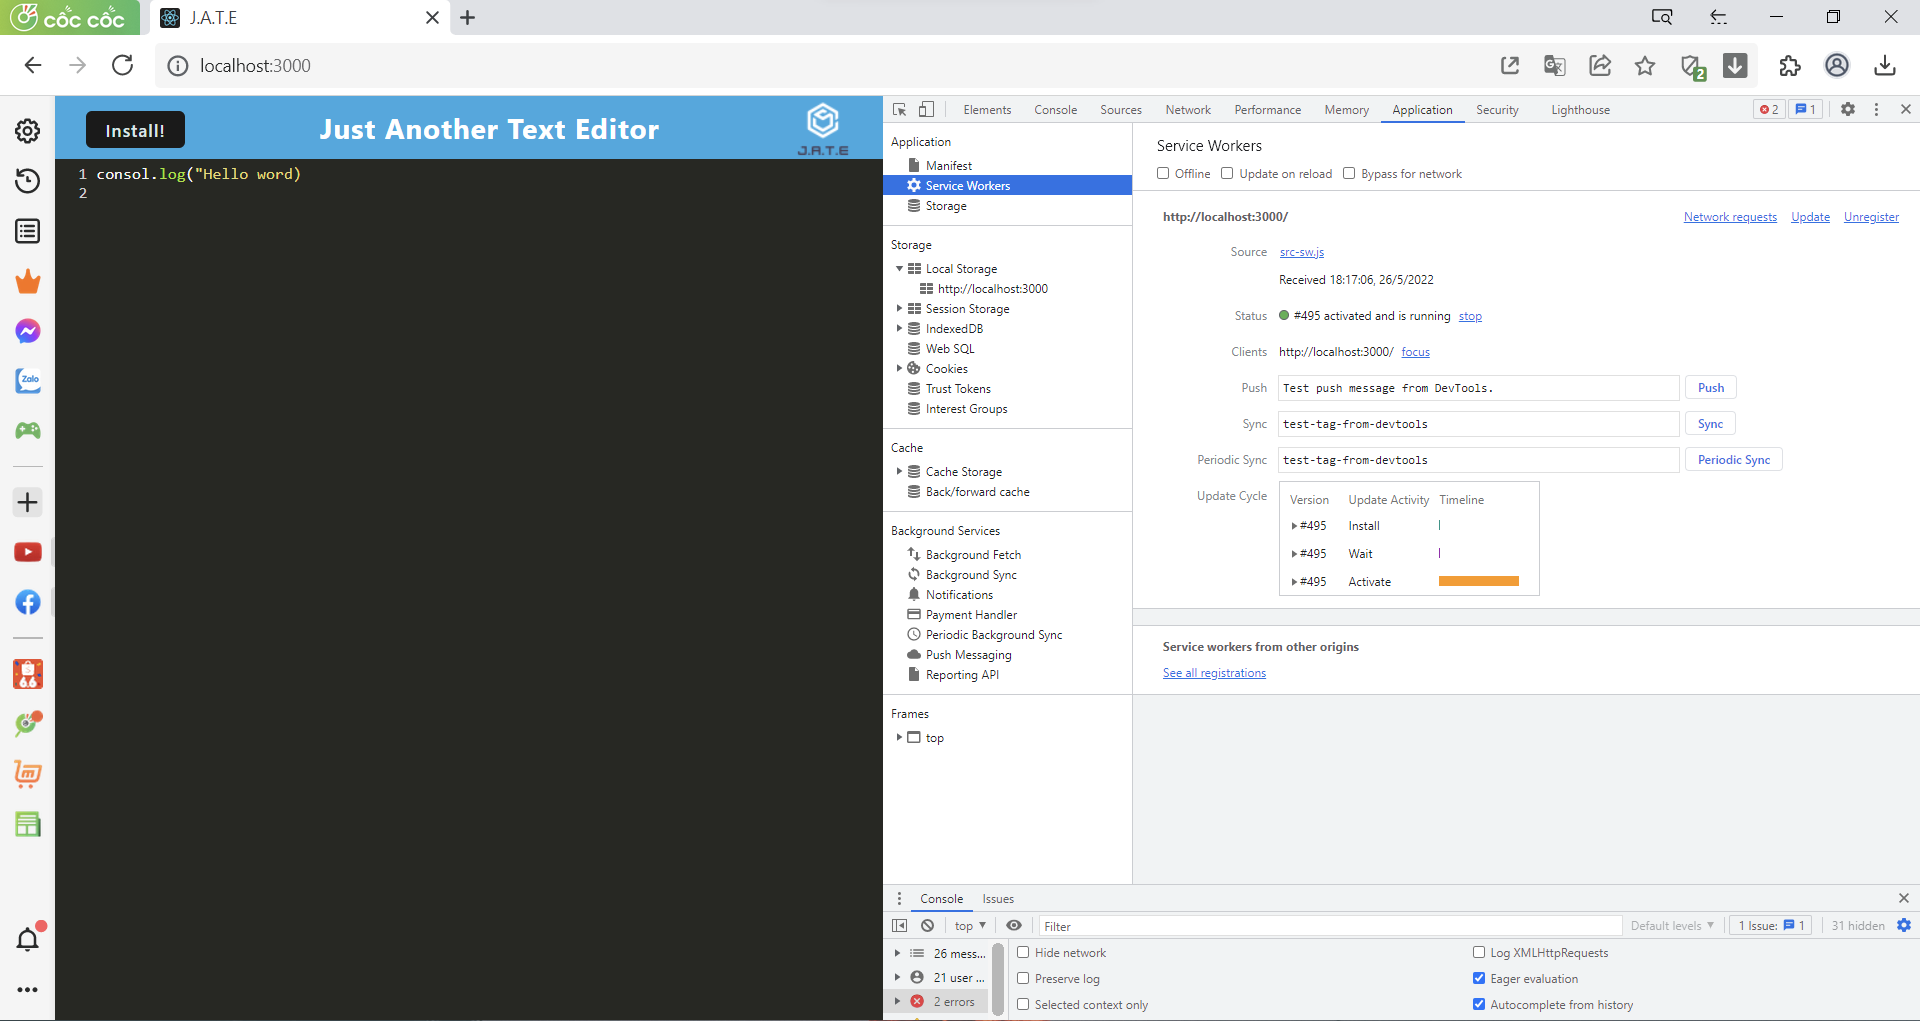 cốc cốc
J.A.T.E
localhost:3000
2
Install!
Just Another Text Editor
J.A.T.E
1 consol.log("Hello word)
2
Zalo
6.6
Elements Console Sources Network Performance Memory Application Security Lighthouse 2 1
Application
Manifest
Service Workers
Storage
Storage
Local Storage
http://localhost:3000
Session Storage
IndexedDB
Web SQL
Cookies
Trust Tokens
Interest Groups
Cache
Cache Storage
Back/forward cache
Background Services
Background Fetch
Background Sync
Notifications
Payment Handler
Periodic Background Sync
Push Messaging
Reporting API
Frames
top
Service Workers
Offline Update on reload Bypass for network
http://localhost:3000/ Network requests Update Unregister
Source src-sw.js
Received 18:17:06, 26/5/2022
Status #495 activated and is running stop
Clients http://localhost:3000/ focus
Push Test push message from DevTools. Push
Sync test-tag-from-devtools Sync
Periodic Sync test-tag-from-devtools Periodic Sync
Update Cycle Version Update Activity Timeline
#495 Install
#495 Wait
#495 Activate
Service workers from other origins
See all registrations
Console Issues
top Filter Default levels 1 Issue: 1 31 hidden
26 mess...
21 user ...
2 errors
Hide network Log XMLHttpRequests
Preserve log Eager evaluation
Selected context only Autocomplete from history